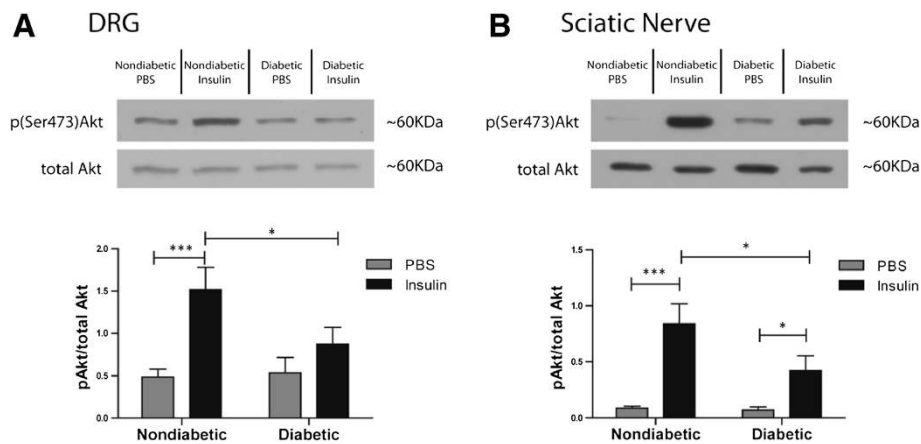 A DRG
Nondiabetic PBS
Nondiabetic Insulin
Diabetic PBS
Diabetic Insulin
p(Ser473)Akt ~60KDa
total Akt ~60KDa
pAkt/total Akt
2.0
1.5
1.0
0.5
0.0
***
*
PBS
Insulin
Nondiabetic Diabetic
B Sciatic Nerve
Nondiabetic PBS
Nondiabetic Insulin
Diabetic PBS
Diabetic Insulin
p(Ser473)Akt ~60KDa
total Akt ~60KDa
pAkt/total Akt
1.5
1.0
0.5
0.0
***
*
*
PBS
Insulin
Nondiabetic Diabetic